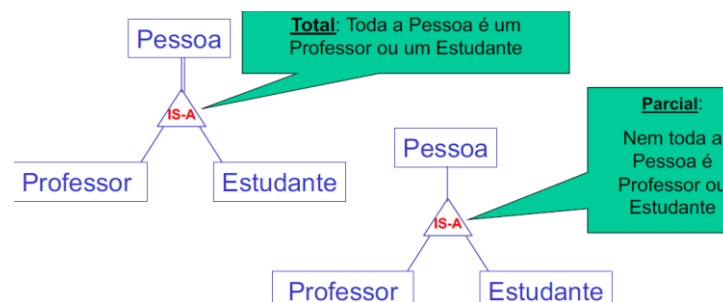 Pessoa
Total: Toda a Pessoa é um
Professor ou um Estudante
IS-A
Professor
Estudante
Pessoa
IS-A
Professor
Estudante
Parcial:
Nem toda a
Pessoa é
Professor ou
Estudante